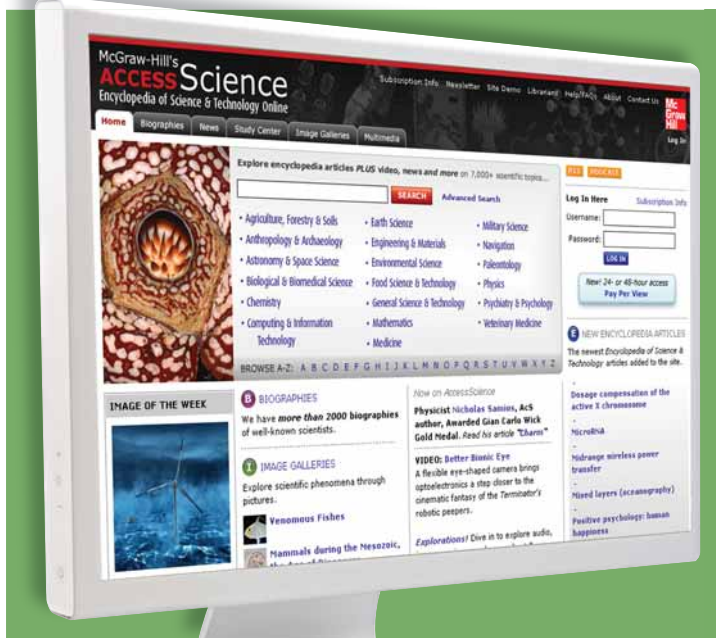 McGraw-Hill's
ACCESS Science
Encyclopedia of Science & Technology Online
Subscription Info Newsletter Site Demo Librarians Help/FAQs About Contact Us
Mc
Graw
Hill
Log In
Home Biographies News Study Center Image Galleries Multimedia
Explore encyclopedia articles PLUS video, news and more on 7,000+ scientific topics...
SEARCH Advanced Search
• Agriculture, Forestry & Soils
• Anthropology & Archaeology
• Astronomy & Space Science
• Biological & Biomedical Science
• Chemistry
• Computing & Information
Technology
• Earth Science
• Engineering & Materials
• Environmental Science
• Food Science & Technology
• General Science & Technology
• Mathematics
• Medicine
• Military Science
• Navigation
• Paleontology
• Physics
• Psychiatry & Psychology
• Veterinary Medicine
BROWSE A-Z: A B C D E F G H I J K L M N O P Q R S T U V W X Y Z
RSS PODCAST
Log In Here Subscription Info
Username:
Password:
LOG IN
New! 24- or 48-hour access
Pay Per View
E NEW ENCYCLOPEDIA ARTICLES
The newest Encyclopedia of Science &
Technology articles added to the site.
Dosage compensation of the
active X chromosome
MicroRNA
Midrange wireless power
transfer
Mixed layers (oceanography)
Positive psychology: human
happiness
IMAGE OF THE WEEK
B BIOGRAPHIES
We have more than 2000 biographies
of well-known scientists.
I IMAGE GALLERIES
Explore scientific phenomena through
pictures.
Venomous Fishes
Mammals during the Mesozoic,
Now on AccessScience
Physicist Nicholas Samios, AcS
author, Awarded Gian Carlo Wick
Gold Medal. Read his article "Charm"
VIDEO: Better Bionic Eye
A flexible eye-shaped camera brings
optoelectronics a step closer to the
cinematic fantasy of the Terminator's
robotic peepers.
Explorations! Dive in to explore audio,